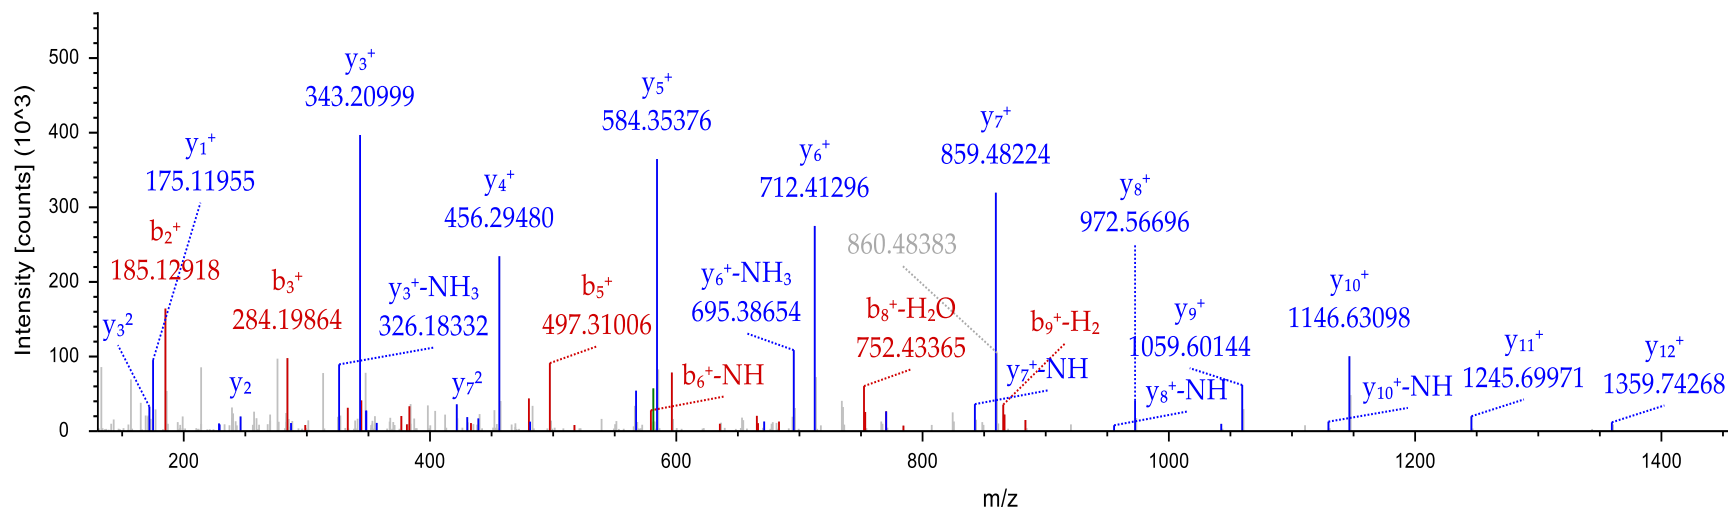 Intensity [counts] (10^3)
500
400
300
200
100
0
y₃²
y₁⁺
175.11955
b₂⁺
185.12918
y₂
b₃⁺
284.19864
y₃⁺
343.20999
y₃⁺-NH₃
326.18332
y₄⁺
456.29480
y₇²
b₅⁺
497.31006
y₅⁺
584.35376
b₆⁺-NH
y₆⁺-NH₃
695.38654
y₆⁺
712.41296
860.48383
b₈⁺-H₂O
752.43365
y₇⁺
859.48224
y₇⁺-NH
b₉⁺-H₂
y₈⁺
972.56696
y₈⁺-NH
y₉⁺
1059.60144
y₁₀⁺
1146.63098
y₁₀⁺-NH
y₁₁⁺
1245.69971
y₁₂⁺
1359.74268
200 400 600 800 1000 1200 1400
m/z